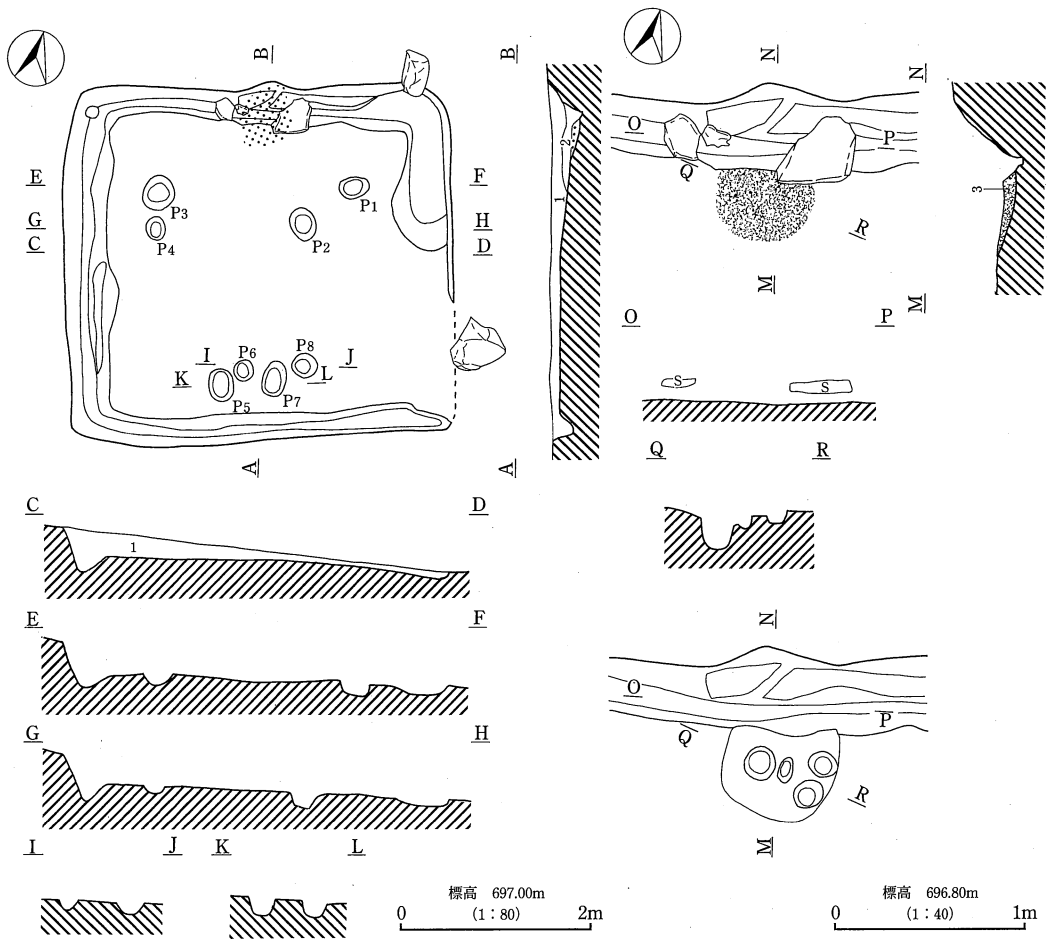 B
B
N
N
O
P
Q
R
2
1
3
E
F
G
H
C
D
P3
P1
P4
P2
M
M
O
P
S
S
I
P6
P8
J
K
L
P5
P7
A
A
Q
R
C
D
1
E
F
N
O
P
Q
R
G
H
M
I
J
K
L
標高 697.00m
0 (1:80) 2m
標高 696.80m
0 (1:40) 1m